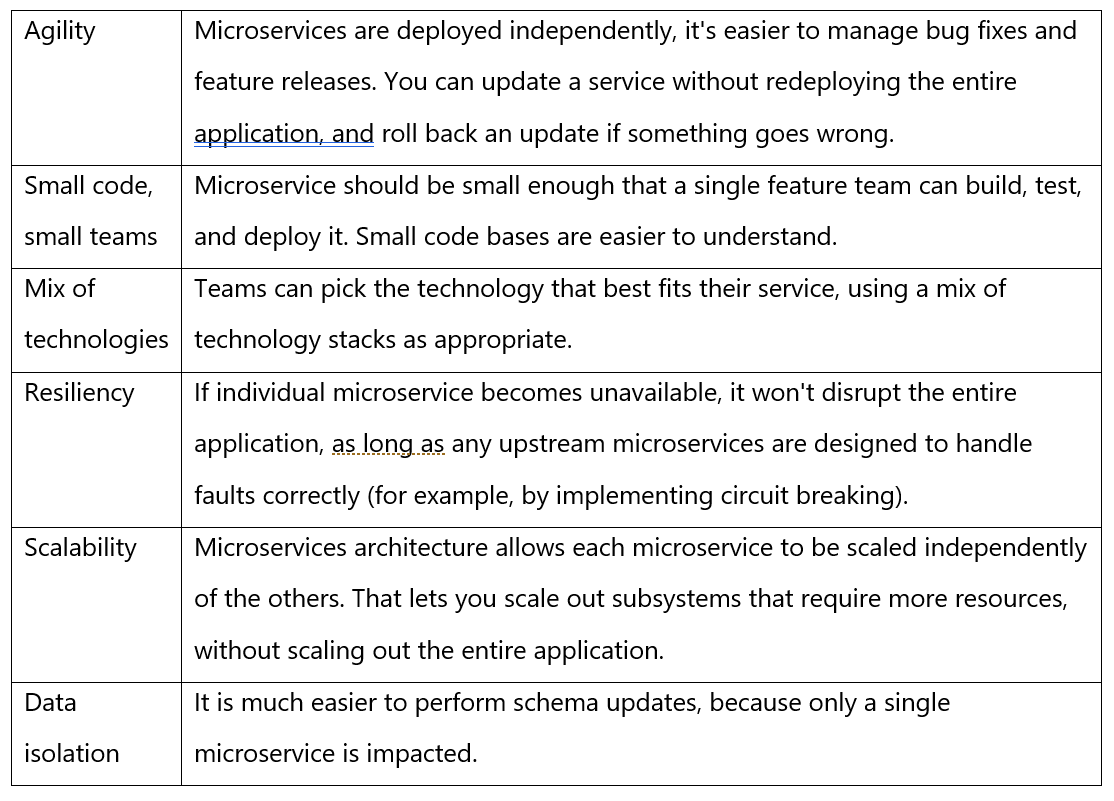 Agility
Microservices are deployed independently, it's easier to manage bug fixes and
feature releases. You can update a service without redeploying the entire
application, and roll back an update if something goes wrong.
Small code,
small teams
Microservice should be small enough that a single feature team can build, test,
and deploy it. Small code bases are easier to understand.
Mix of
technologies
Teams can pick the technology that best fits their service, using a mix of
technology stacks as appropriate.
Resiliency
If individual microservice becomes unavailable, it won't disrupt the entire
application, as long as any upstream microservices are designed to handle
faults correctly (for example, by implementing circuit breaking).
Scalability
Microservices architecture allows each microservice to be scaled independently
of the others. That lets you scale out subsystems that require more resources,
without scaling out the entire application.
Data
isolation
It is much easier to perform schema updates, because only a single
microservice is impacted.